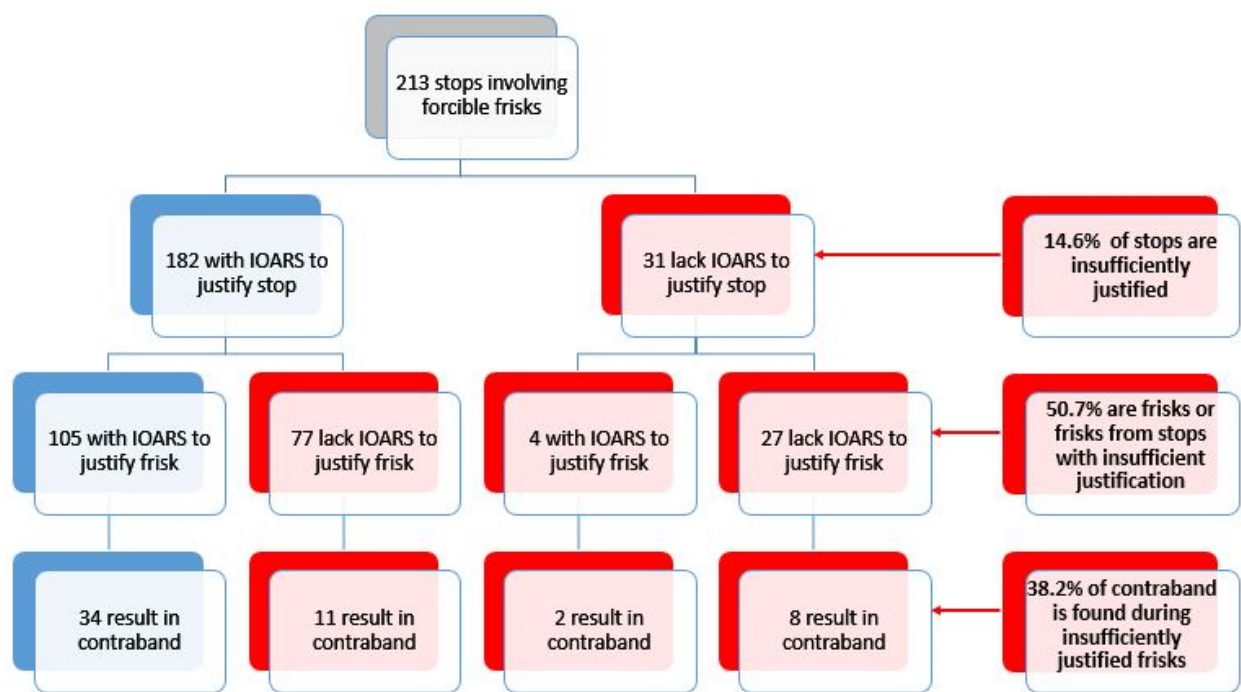 213 stops involving
forcible frisks
182 with IOARS to
justify stop
31 lack IOARS to
justify stop
14.6% of stops are
insufficiently
justified
105 with IOARS to
justify frisk
77 lack IOARS to
justify frisk
4 with IOARS to
justify frisk
27 lack IOARS to
justify frisk
50.7% are frisks or
frisks from stops
with insufficient
justification
34 result in
contraband
11 result in
contraband
2 result in
contraband
8 result in
contraband
38.2% of contraband
is found during
insufficiently
justified frisks